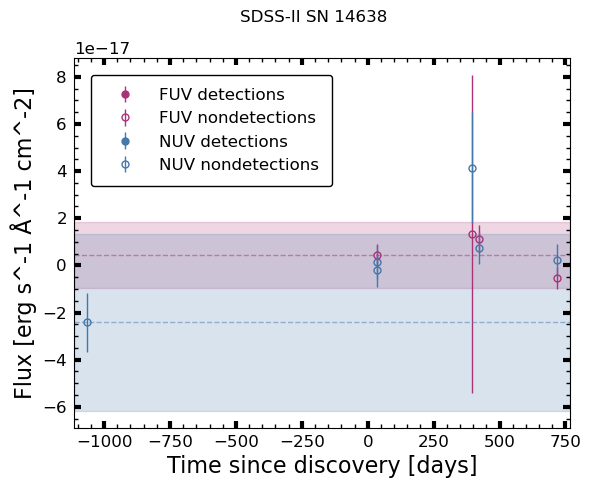 SDSS-II SN 14638
1e−17
FUV detections
FUV nondetections
NUV detections
NUV nondetections
8
6
4
2
0
−2
−4
−6
Flux [erg s^-1 Å^-1 cm^-2]
−1000 −750 −500 −250 0 250 500 750
Time since discovery [days]